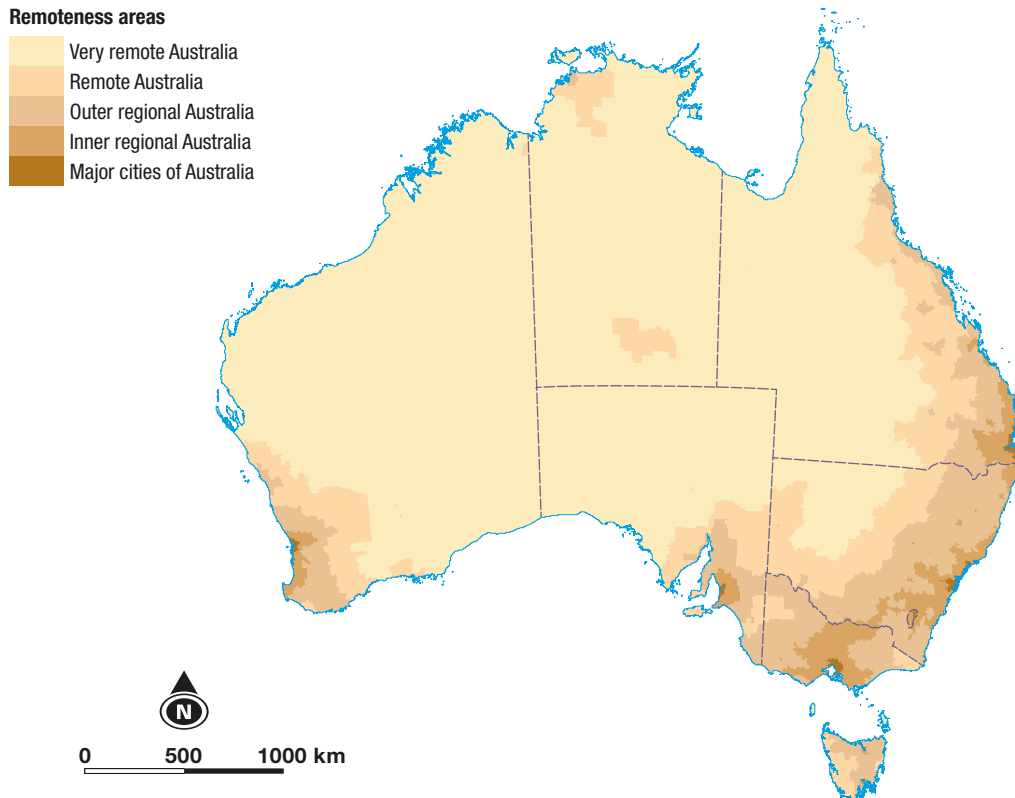 Remoteness areas
Very remote Australia
Remote Australia
Outer regional Australia
Inner regional Australia
Major cities of Australia
N
0 500 1000 km